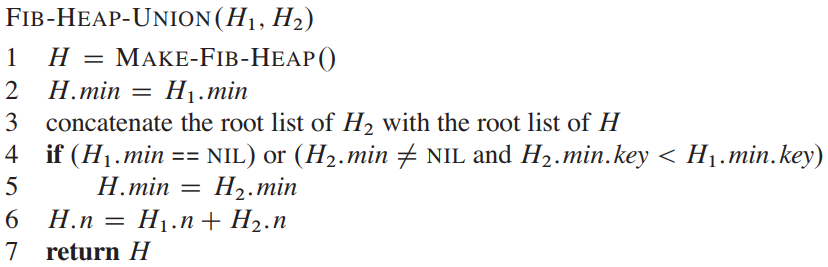 FIB-HEAP-UNION(H₁, H₂)
1 H = MAKE-FIB-HEAP()
2 H.min = H₁.min
3 concatenate the root list of H₂ with the root list of H
4 if (H₁.min == NIL) or (H₂.min ≠ NIL and H₂.min.key < H₁.min.key)
5 H.min = H₂.min
6 H.n = H₁.n + H₂.n
7 return H